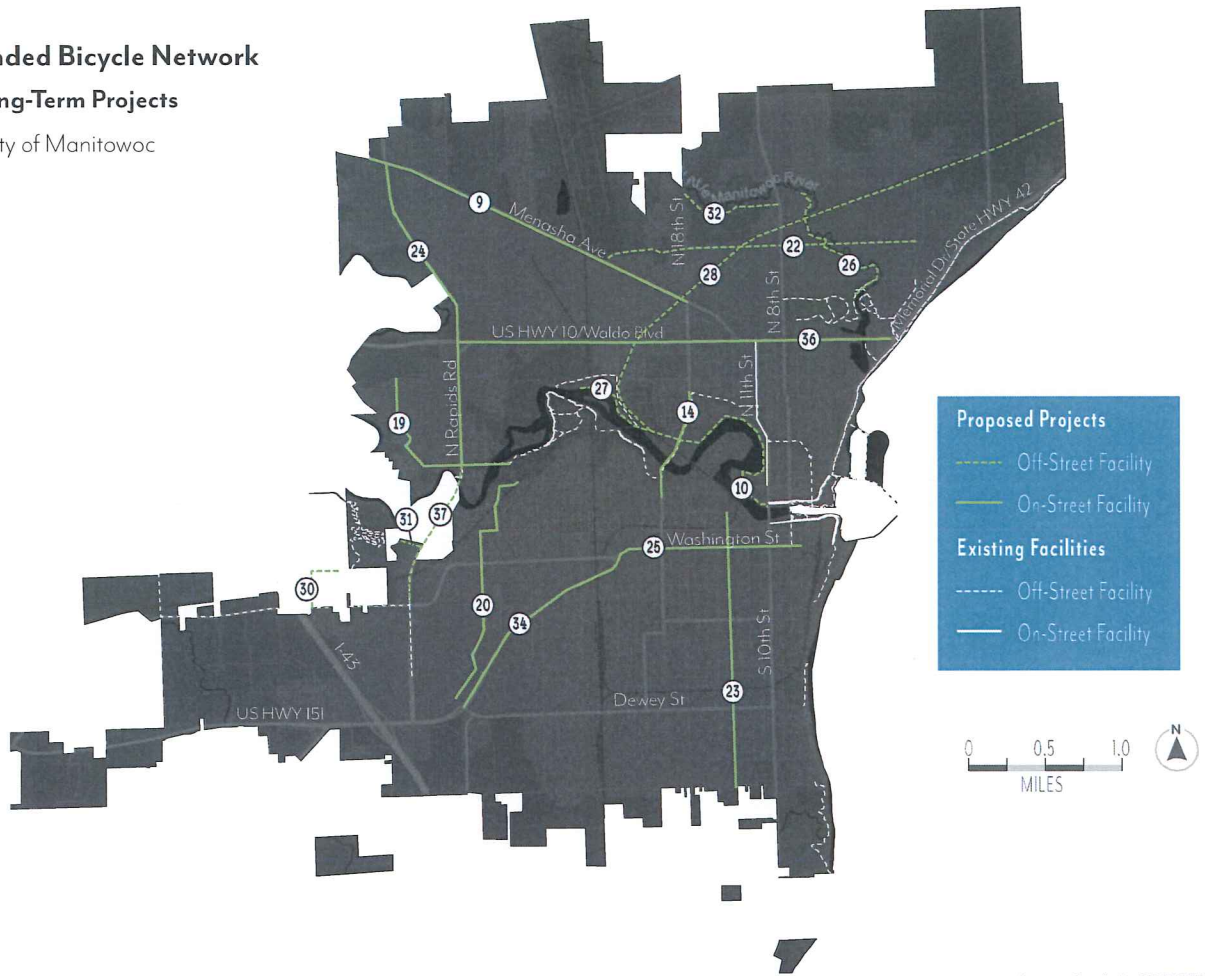 nded Bicycle Network
ng-Term Projects
ty of Manitowoc
Manitowoc River
32
9
Menasha Ave
N 18th St
22
24
28
26
Memorial Dr/State HWY 42
N 8th St
US HWY 10/Waldo Blvd
36
N Rapids Rd
27
N 11th St
14
19
10
31
37
25
Washington St
30
20
34
I-43
S 10th St
23
Dewey St
US HWY 151
Proposed Projects
Off-Street Facility
On-Street Facility
Existing Facilities
Off-Street Facility
On-Street Facility
0 0.5 1.0
MILES
N